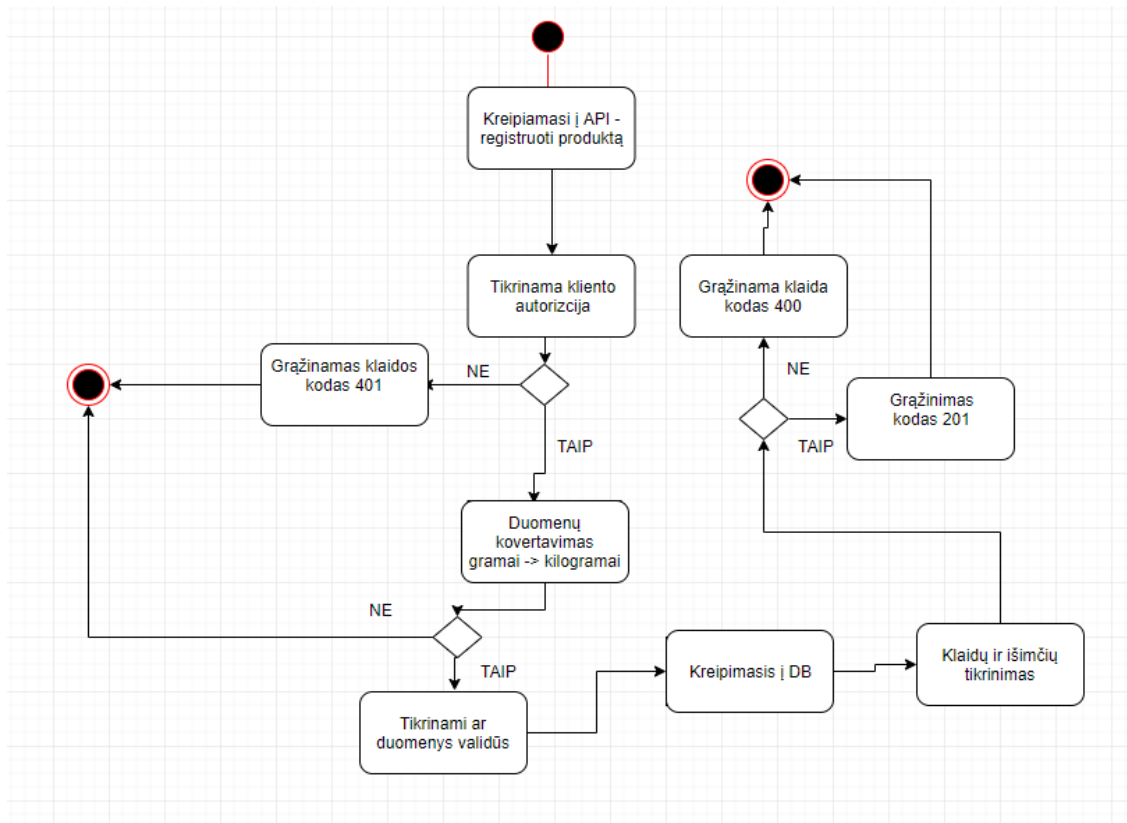 Kreipiamasi į API -
registruoti produktą
Tikrinama kliento
autorizcija
Grąžinama klaida
kodas 400
Grąžinamas klaidos
kodas 401
NE
NE
Grąžinimas
kodas 201
TAIP
TAIP
Duomenų
kovertavimas
gramai -> kilogramai
NE
TAIP
Kreipimasis į DB
Klaidų ir išimčių
tikrinimas
Tikrinami ar
duomenys validūs